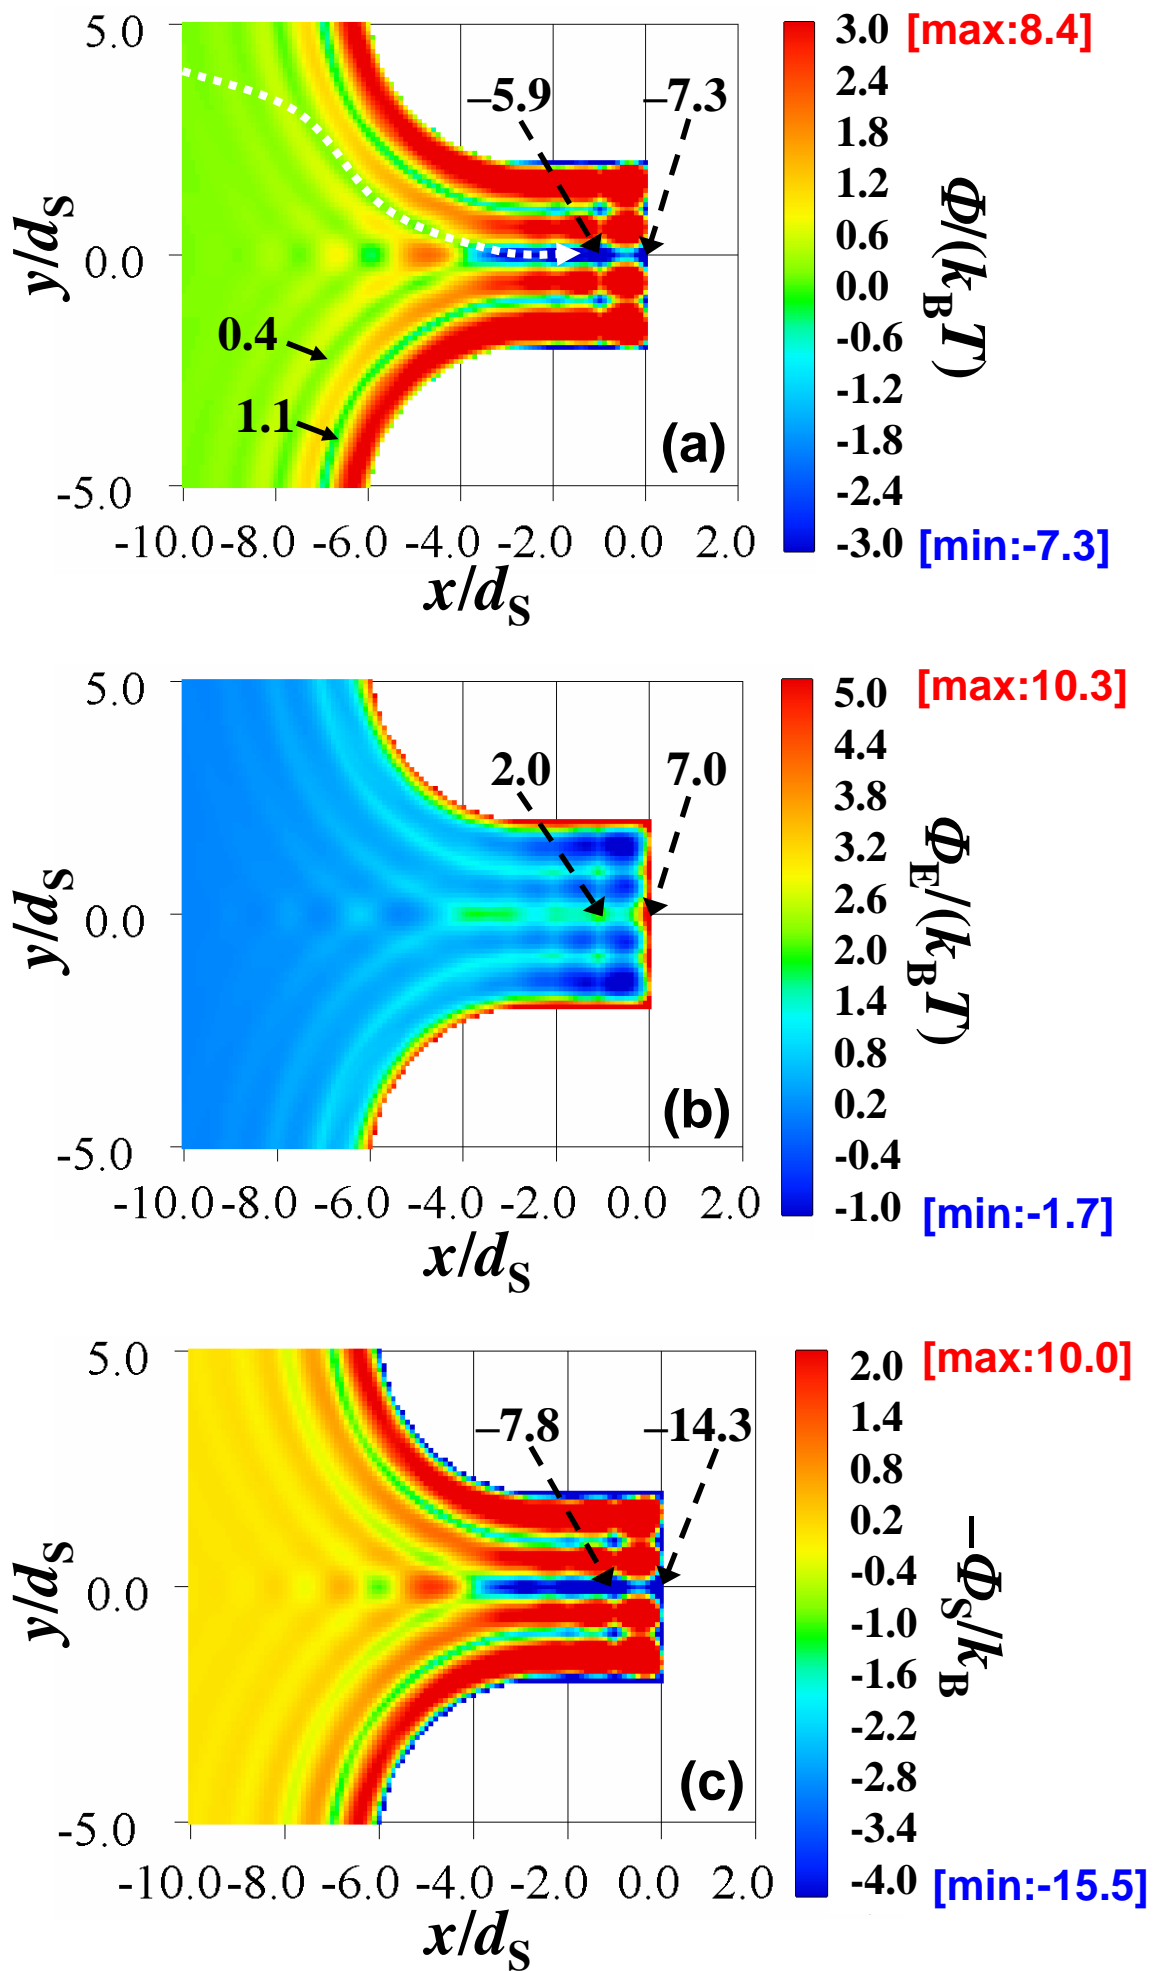 5.0
0.0
-5.0
y/dS
-10.0 -8.0 -6.0 -4.0 -2.0 0.0 2.0
x/dS
–5.9
–7.3
0.4
1.1
(a)
3.0 [max:8.4]
2.4
1.8
1.2
0.6
0.0
-0.6
-1.2
-1.8
-2.4
-3.0 [min:-7.3]
Φ/(kBT)
5.0
0.0
-5.0
y/dS
-10.0 -8.0 -6.0 -4.0 -2.0 0.0 2.0
x/dS
2.0
7.0
(b)
5.0 [max:10.3]
4.4
3.8
3.2
2.6
2.0
1.4
0.8
0.2
-0.4
-1.0 [min:-1.7]
ΦE/(kBT)
5.0
0.0
-5.0
y/dS
-10.0 -8.0 -6.0 -4.0 -2.0 0.0 2.0
x/dS
–7.8
–14.3
(c)
2.0 [max:10.0]
1.4
0.8
0.2
-0.4
-1.0
-1.6
-2.2
-2.8
-3.4
-4.0 [min:-15.5]
–ΦS/kB